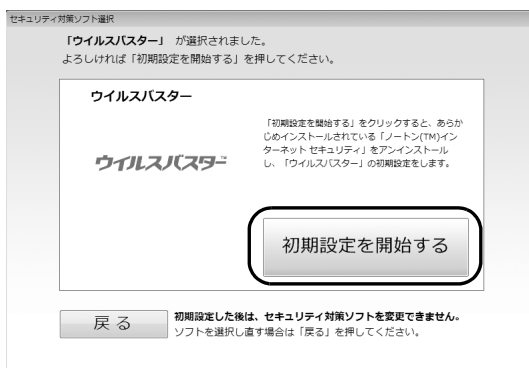 セキュリティ対策ソフト選択
「ウイルスバスター」 が選択されました。
よろしければ「初期設定を開始する」を押してください。
ウイルスバスター
「初期設定を開始する」をクリックすると、あらか
じめインストールされている「ノートン(TM)イン
ターネット セキュリティ」をアンインストール
し、「ウイルスバスター」の初期設定をします。
ウイルスバスター™
初期設定を開始する
戻る
初期設定した後は、セキュリティ対策ソフトを変更できません。
ソフトを選択し直す場合は「戻る」を押してください。